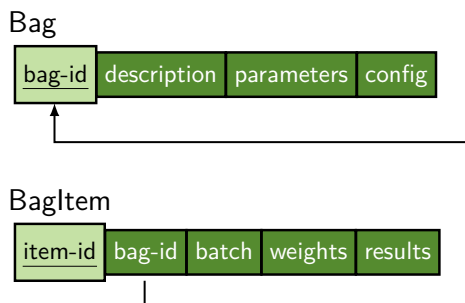 Bag
bag-id description parameters config
BagItem
item-id bag-id batch weights results